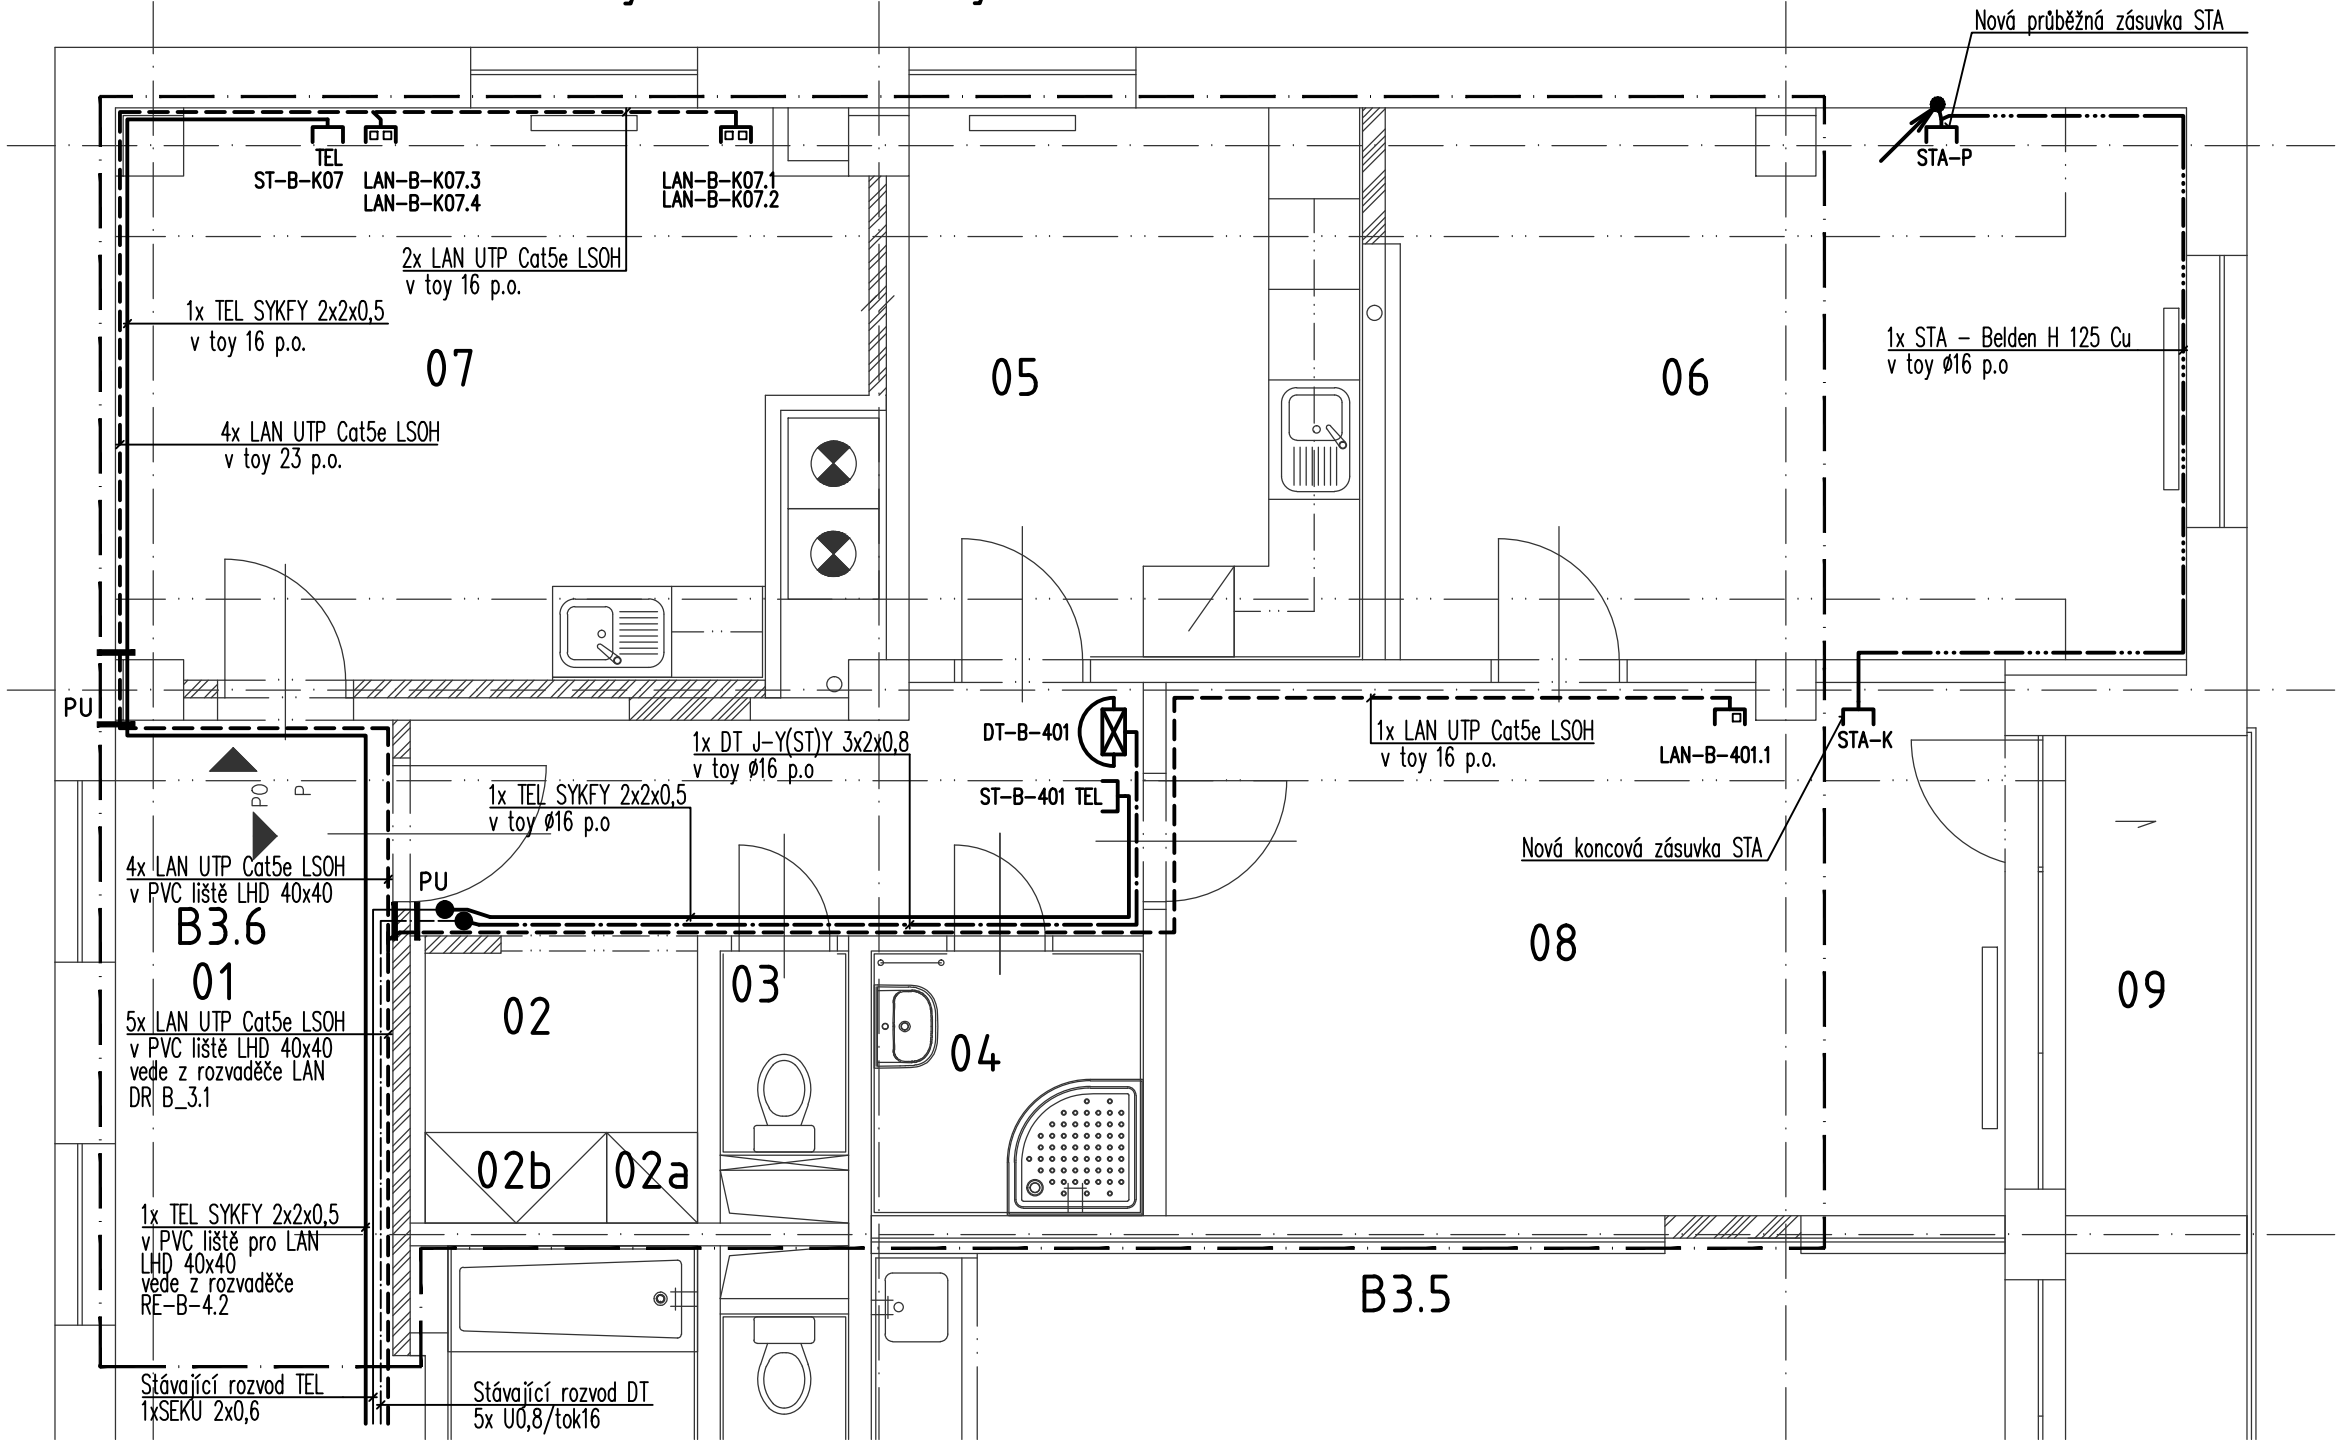 Nová průběžná zásuvka STA
TEL
ST-B-K07
LAN-B-K07.3
LAN-B-K07.4
LAN-B-K07.1
LAN-B-K07.2
STA-P
2x LAN UTP Cat5e LSOH
v toy 16 p.o.
1x TEL SYKFY 2x2x0,5
v toy 16 p.o.
07
05
06
1x STA - Belden H 125 Cu
v toy ø16 p.o
4x LAN UTP Cat5e LSOH
v toy 23 p.o.
PU
1x DT J-Y(ST)Y 3x2x0,8
v toy ø16 p.o
DT-B-401
1x LAN UTP Cat5e LSOH
v toy 16 p.o.
LAN-B-401.1
STA-K
PO
P
1x TEL SYKFY 2x2x0,5
v toy ø16 p.o
ST-B-401 TEL
Nová koncová zásuvka STA
4x LAN UTP Cat5e LSOH
v PVC liště LHD 40x40
PU
B3.6
01
08
09
02
03
04
5x LAN UTP Cat5e LSOH
v PVC liště LHD 40x40
vede z rozvaděče LAN
DR B_3.1
02b
02a
1x TEL SYKFY 2x2x0,5
v PVC liště pro LAN
LHD 40x40
vede z rozvaděče
RE-B-4.2
B3.5
Stávající rozvod TEL
1xSEKU 2x0,6
Stávající rozvod DT
5x U0,8/tok16